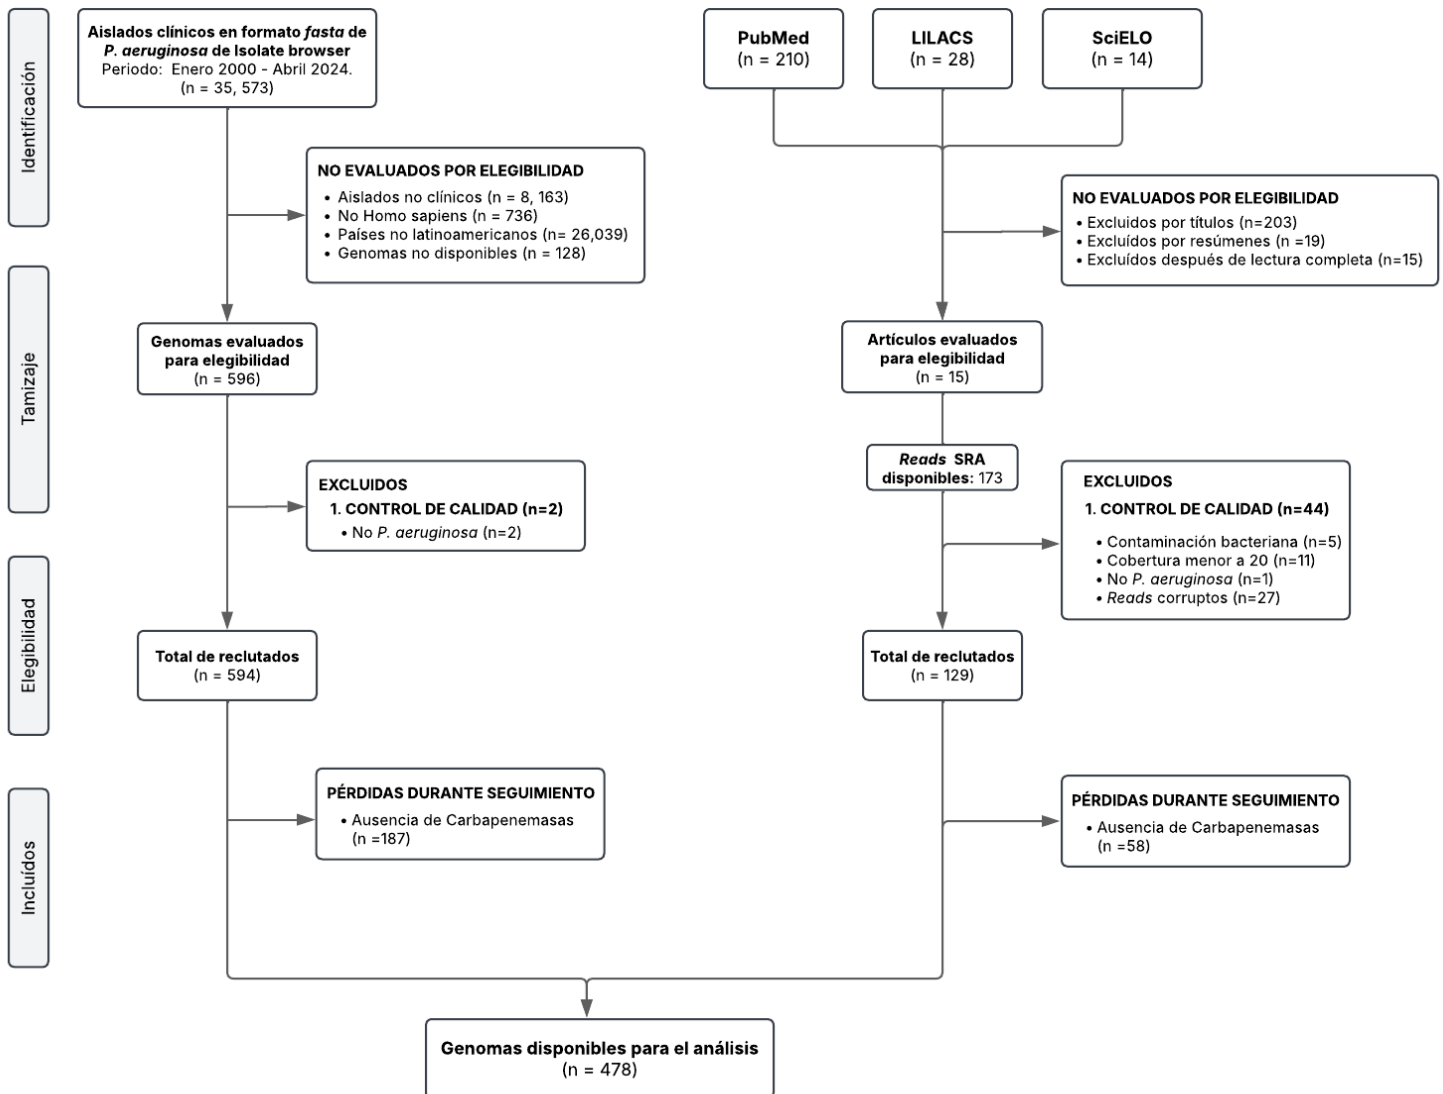 Identificación
Aislados clínicos en formato fasta de
P. aeruginosa de Isolate browser
Periodo: Enero 2000 - Abril 2024.
(n = 35, 573)
PubMed
(n = 210)
LILACS
(n = 28)
SciELO
(n = 14)
NO EVALUADOS POR ELEGIBILIDAD
• Aislados no clínicos (n = 8, 163)
• No Homo sapiens (n = 736)
• Países no latinoamericanos (n= 26,039)
• Genomas no disponibles (n = 128)
NO EVALUADOS POR ELEGIBILIDAD
• Excluidos por títulos (n=203)
• Excluídos por resúmenes (n =19)
• Excluídos después de lectura completa (n=15)
Tamizaje
Genomas evaluados
para elegibilidad
(n = 596)
Artículos evaluados
para elegibilidad
(n = 15)
Reads SRA
disponibles: 173
EXCLUIDOS
1. CONTROL DE CALIDAD (n=2)
• No P. aeruginosa (n=2)
EXCLUIDOS
1. CONTROL DE CALIDAD (n=44)
• Contaminación bacteriana (n=5)
• Cobertura menor a 20 (n=11)
• No P. aeruginosa (n=1)
• Reads corruptos (n=27)
Elegibilidad
Total de reclutados
(n = 594)
Total de reclutados
(n = 129)
Incluídos
PÉRDIDAS DURANTE SEGUIMIENTO
• Ausencia de Carbapenemasas
(n =187)
PÉRDIDAS DURANTE SEGUIMIENTO
• Ausencia de Carbapenemasas
(n =58)
Genomas disponibles para el análisis
(n = 478)